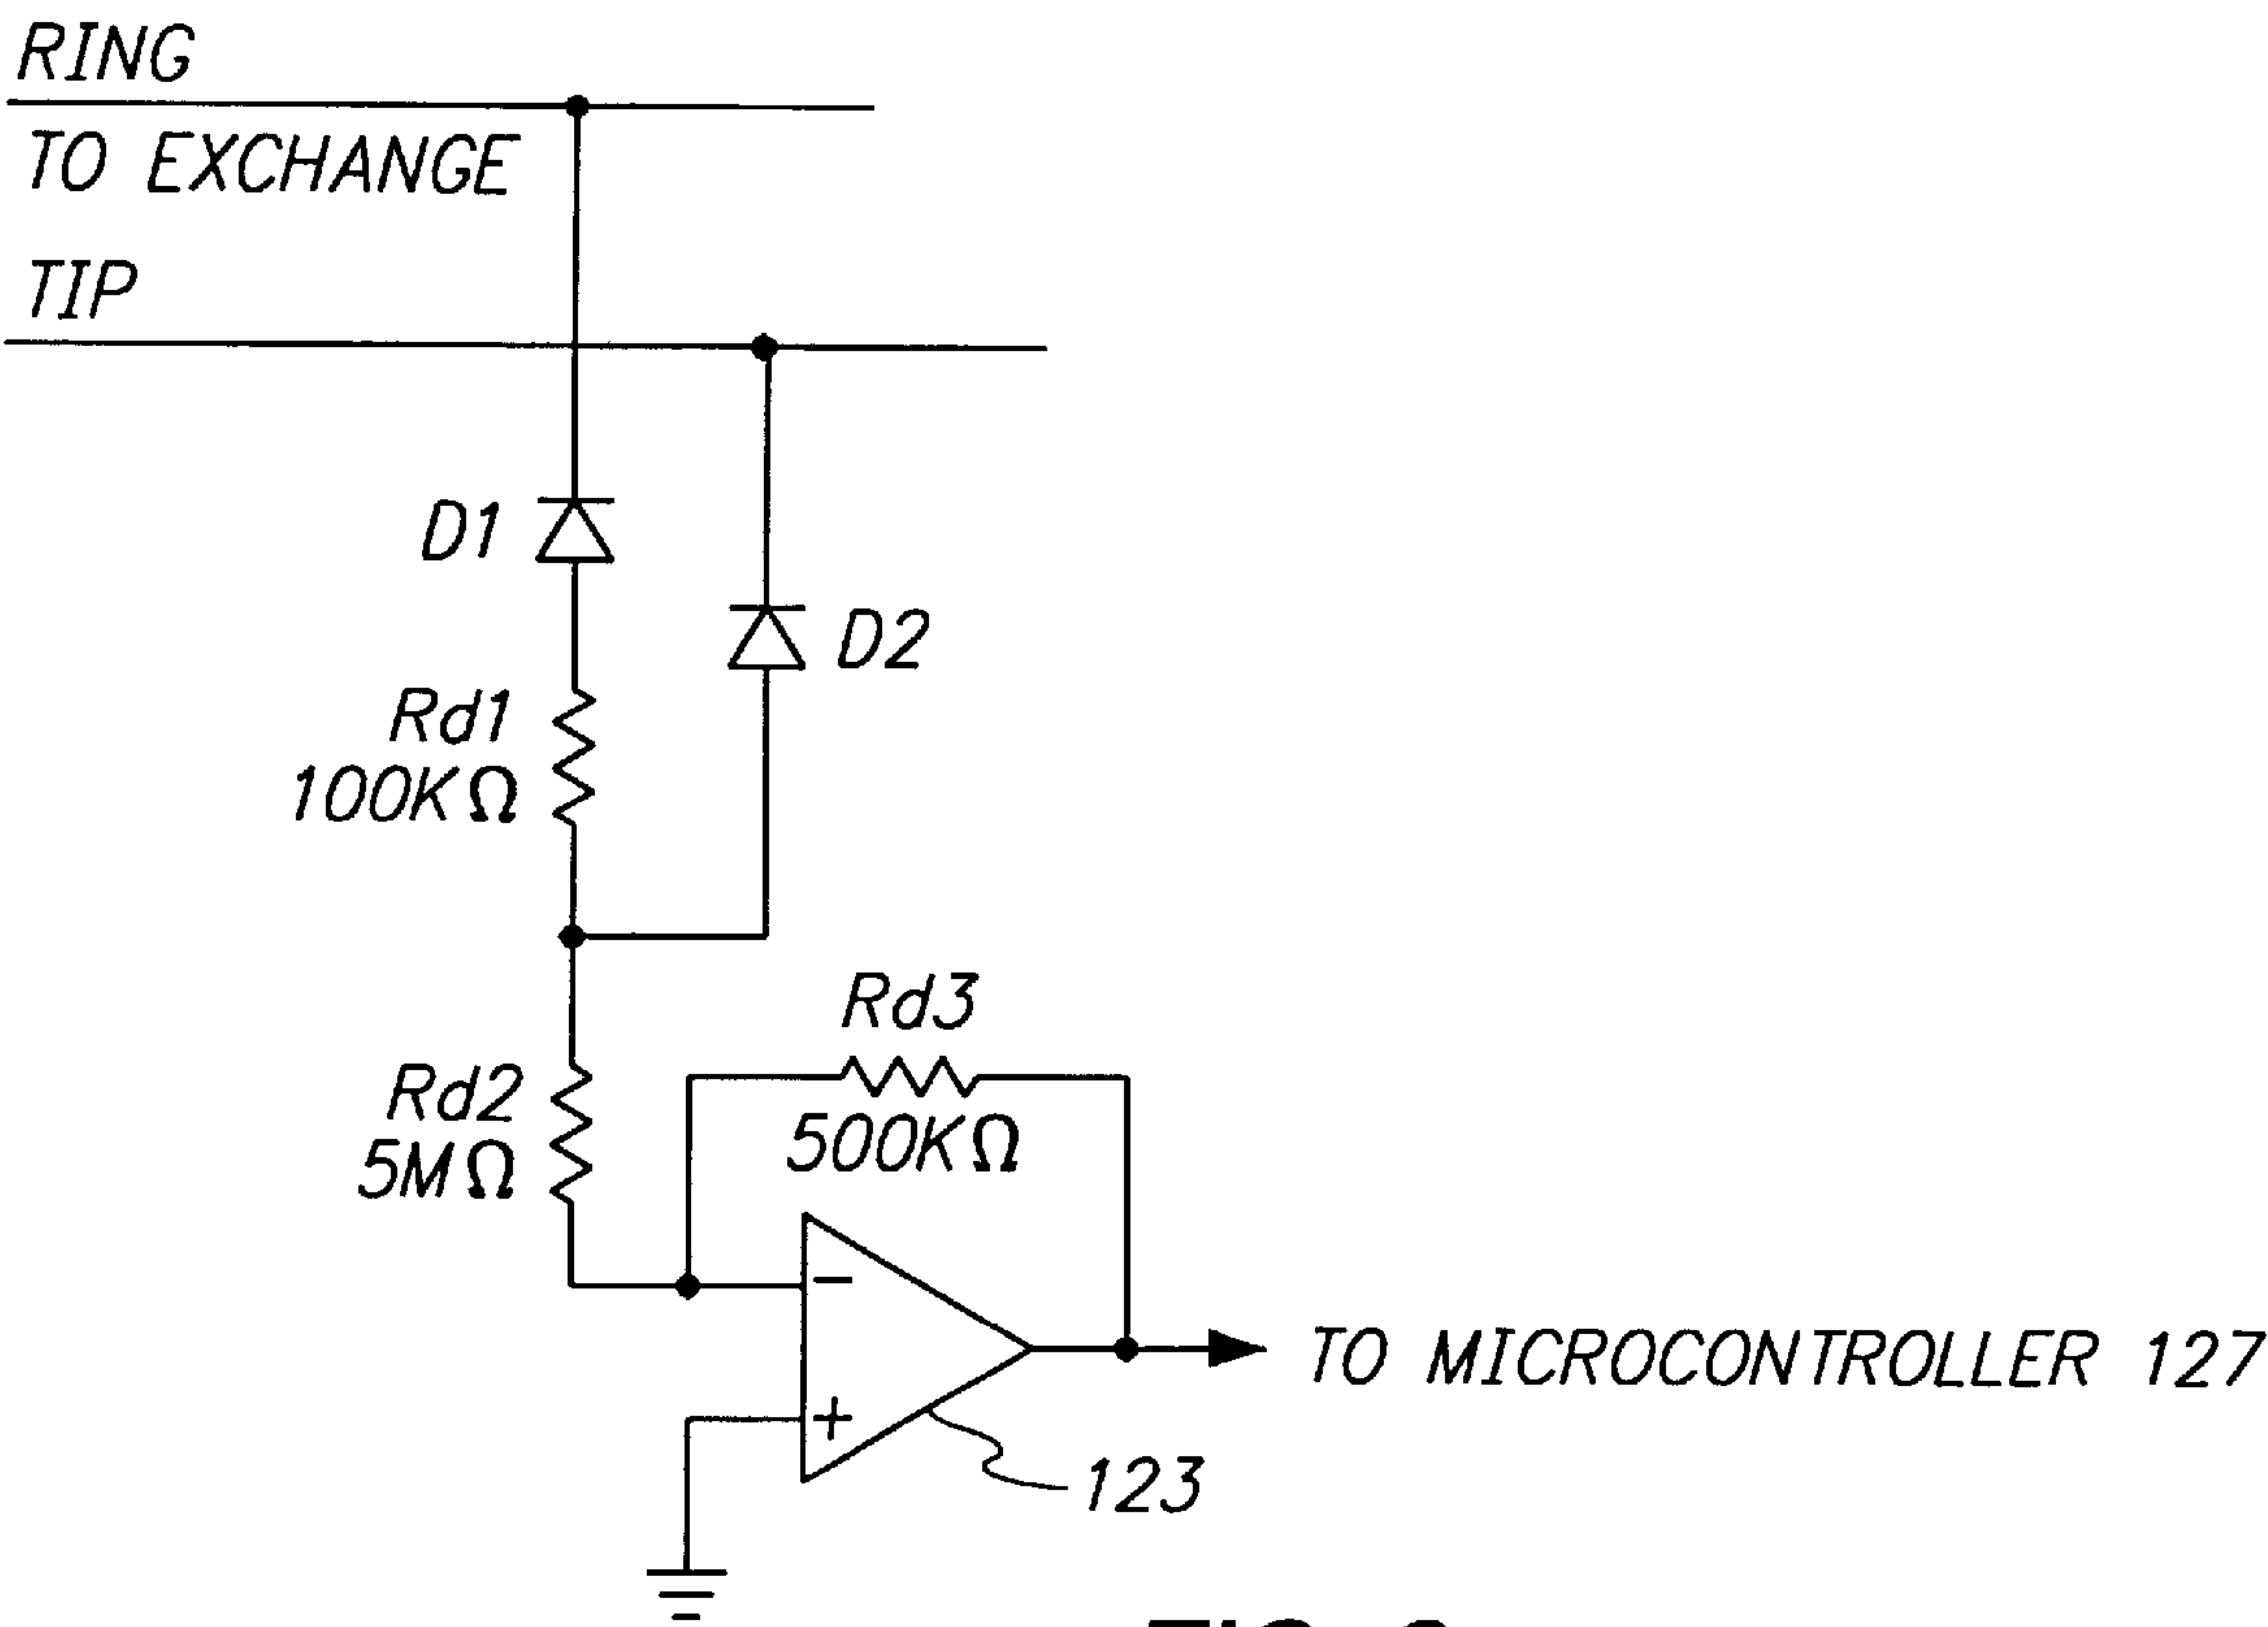 RING
TO EXCHANGE
TIP
D1
D2
Rd1
100KΩ
Rd3
500KΩ
Rd2
5MΩ
−
+
TO MICROCONTROLLER 127
123